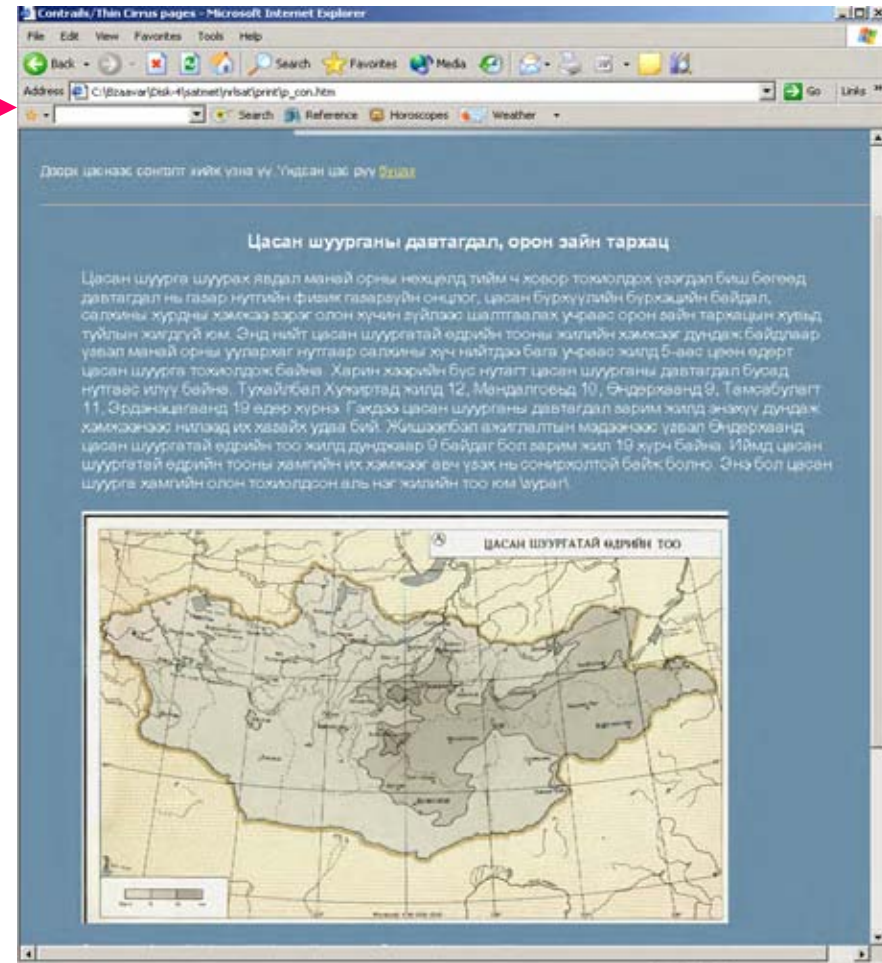 Contrails/Thin Cirrus pages - Microsoft Internet Explorer
File Edit View Favorites Tools Help
Back Search Favorites Media
Address C:\Bzaavar\Disk-4\satmet\nrlsat\print\p_con.htm Go Links »
Search Reference Horoscopes Weather
Доорх цаснаас сонголт хийж үзнэ үү. Үндсэн цэс рүү буцах
Цасан шуурганы давтагдал, орон зайн тархац
Цасан шуурга шуурах явдал манай орны нөхцөлд тийм ч ховор тохиолдох үзэгдэл биш бөгөөд
давтагдал нь газар нутгийн физик газарзүйн онцлог, цасан бүрхүүлийн бүрхэцийн байдал,
салхины хурдны хэмжээ зэрэг олон хүчин зүйлээс шалтгаалах учраас орон зайн тархацын хувьд
туйлын жигдгүй юм. Энд нийт цасан шуургатай өдрийн тооны жилийн хэмжээг дундаж байдлаар
үзвэл манай орны уулархаг нутгаар салхины хүч нийтдээ бага учраас жилд 5-аас цөөн өдөрт
цасан шуурга тохиолдож байна. Харин хээрийн бүс нутагт цасан шуурганы давтагдал бусад
нутгаас илүү байна. Тухайлбал Хужиртад жилд 12, Мандалговьд 10, Өндөрхаанд 9, Тамсабулагт
11, Эрдэнэцагаанд 19 өдөр хүрнэ. Гэхдээ цасан шуурганы давтагдал зарим жилд энэхүү дундаж
хэмжээнээс нилээд их хазайх удаа бий. Жишээлбэл ажиглалтын мэдээнээс үзвэл Өндөрхаанд
цасан шуургатай өдрийн тоо жилд дунджаар 9 байдаг бол зарим жил 19 хүрч байна. Иймд цасан
шуургатай өдрийн тооны хамгийн их хэмжээг авч үзэх нь сонирхолтой байж болно. Энэ бол цасан
шуурга хамгийн олон тохиолдсон аль нэг жилийн тоо юм \зураг\.
ЦАСАН ШУУРГАТАЙ ӨДРИЙН ТОО